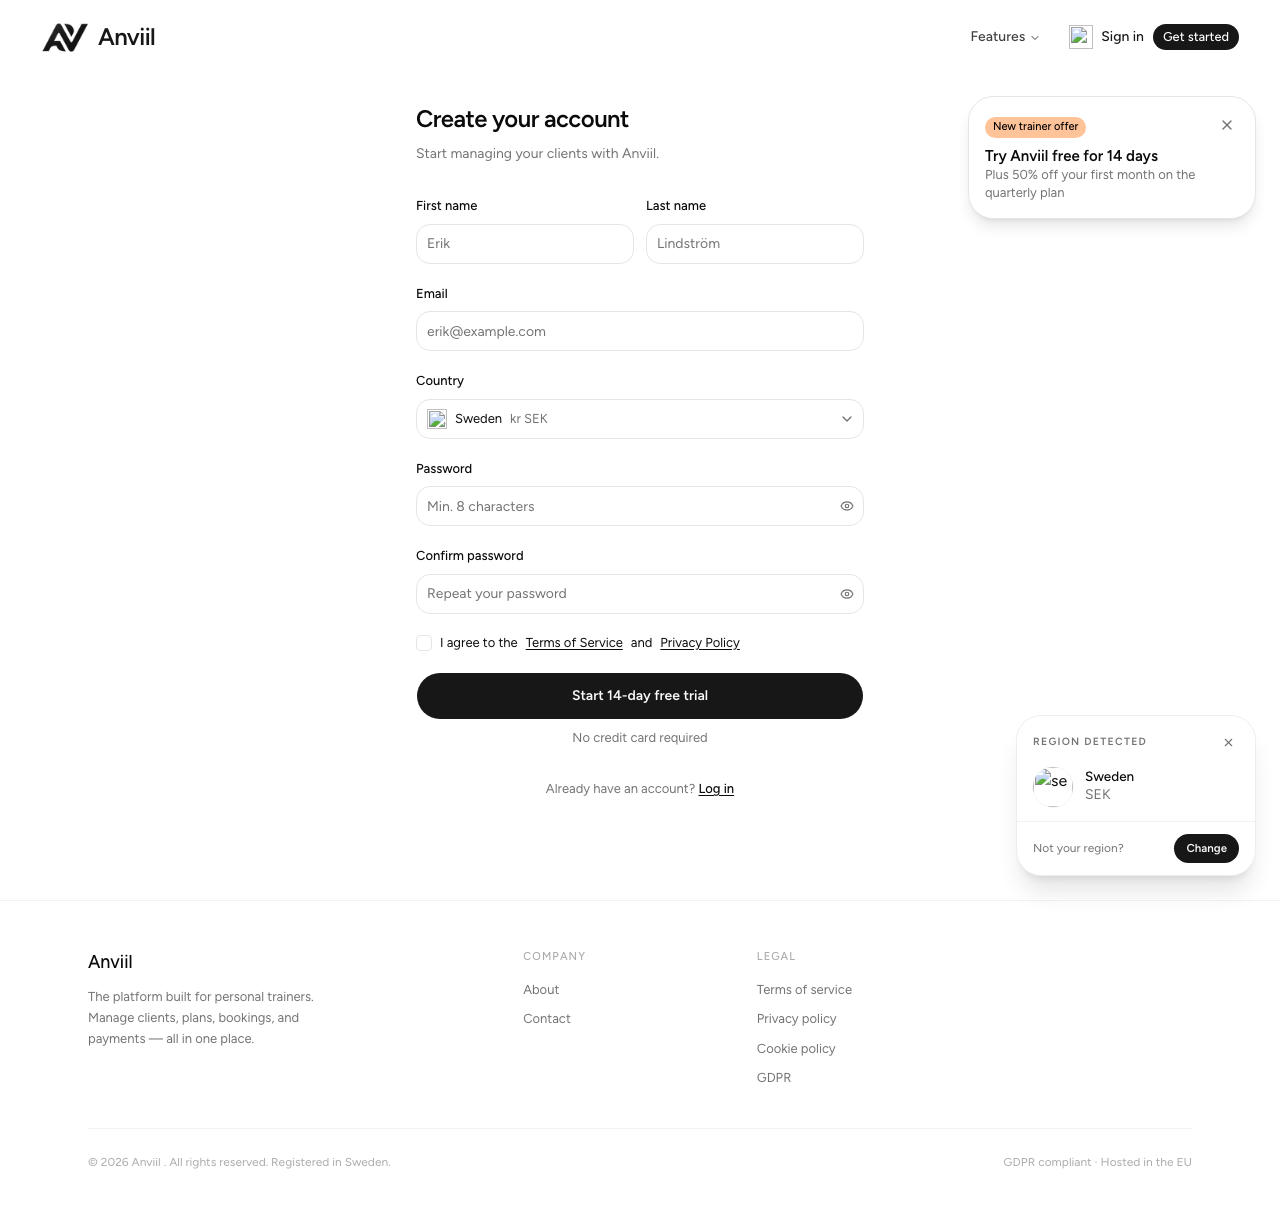 Anviil
Features
Sign in
Get started
Create your account
Start managing your clients with Anviil.
New trainer offer
Try Anviil free for 14 days
Plus 50% off your first month on the
quarterly plan
First name
Last name
Erik
Lindström
Email
erik@example.com
Country
Sweden kr SEK
Password
Min. 8 characters
Confirm password
Repeat your password
I agree to the Terms of Service and Privacy Policy
Start 14-day free trial
No credit card required
Already have an account? Log in
REGION DETECTED
se
Sweden
SEK
Not your region?
Change
Anviil
The platform built for personal trainers.
Manage clients, plans, bookings, and
payments — all in one place.
COMPANY
About
Contact
LEGAL
Terms of service
Privacy policy
Cookie policy
GDPR
© 2026 Anviil . All rights reserved. Registered in Sweden.
GDPR compliant · Hosted in the EU